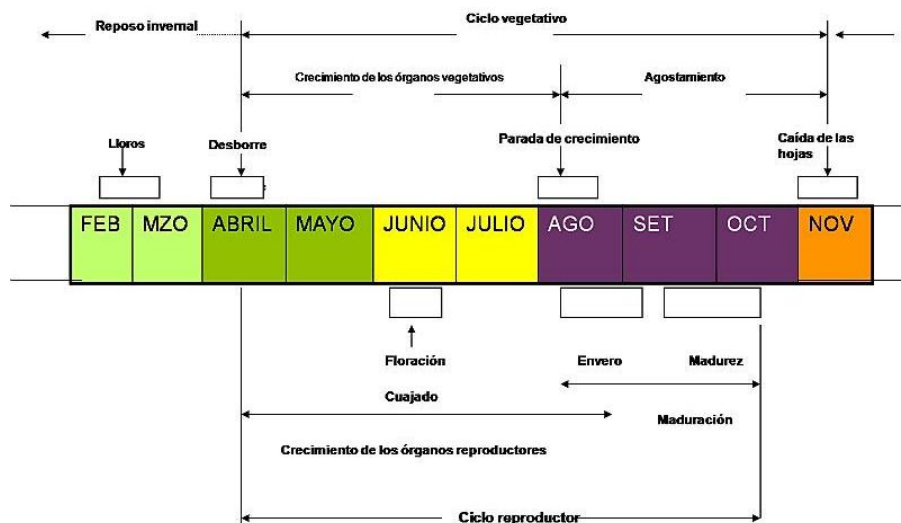 Reposo invernal
Ciclo vegetativo
Crecimiento de los órganos vegetativos
Agostamiento
Lloros
Desborre
Parada de crecimiento
Caída de las
hojas
FEB MZO ABRIL MAYO JUNIO JULIO AGO SET OCT NOV
Floración
Envero
Madurez
Cuajado
Maduración
Crecimiento de los órganos reproductores
Ciclo reproductor